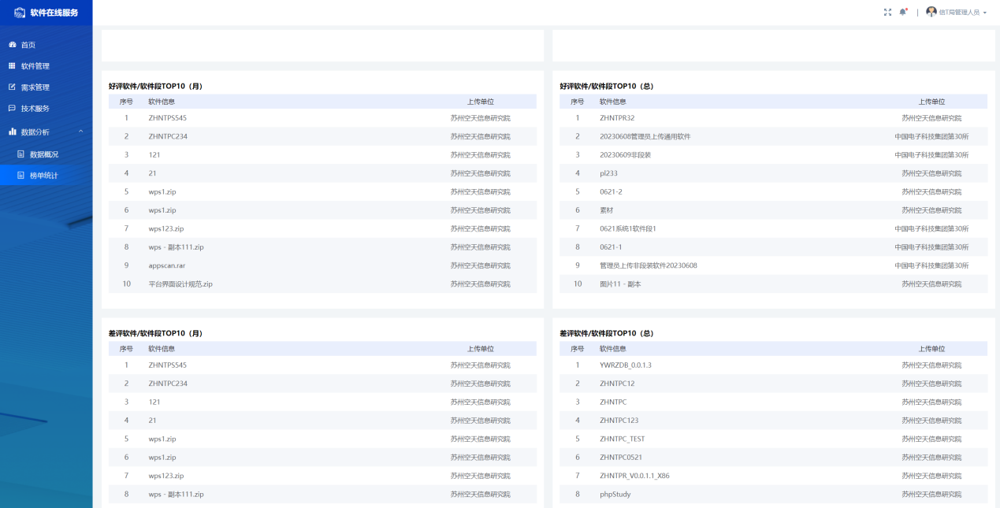 软件在线服务
信T局管理人员
首页
软件管理
需求管理
技术服务
数据分析
数据概况
榜单统计
好评软件/软件段TOP10（月）
序号 软件信息 上传单位
1 ZHNTPS545 苏州空天信息研究院
2 ZHNTPC234 苏州空天信息研究院
3 121 苏州空天信息研究院
4 21 苏州空天信息研究院
5 wps1.zip 苏州空天信息研究院
6 wps1.zip 苏州空天信息研究院
7 wps123.zip 苏州空天信息研究院
8 wps - 副本111.zip 苏州空天信息研究院
9 appscan.rar 苏州空天信息研究院
10 平台界面设计规范.zip 苏州空天信息研究院
好评软件/软件段TOP10（总）
序号 软件信息 上传单位
1 ZHNTPR32 苏州空天信息研究院
2 20230608管理员上传通用软件 中国电子科技集团第30所
3 20230609非段装 中国电子科技集团第30所
4 pl233 苏州空天信息研究院
5 0621-2 苏州空天信息研究院
6 素材 苏州空天信息研究院
7 0621系统1软件段1 中国电子科技集团第30所
8 0621-1 中国电子科技集团第30所
9 管理员上传非段装软件20230608 中国电子科技集团第30所
10 图片11 - 副本 苏州空天信息研究院
差评软件/软件段TOP10（月）
序号 软件信息 上传单位
1 ZHNTPS545 苏州空天信息研究院
2 ZHNTPC234 苏州空天信息研究院
3 121 苏州空天信息研究院
4 21 苏州空天信息研究院
5 wps1.zip 苏州空天信息研究院
6 wps1.zip 苏州空天信息研究院
7 wps123.zip 苏州空天信息研究院
8 wps - 副本111.zip 苏州空天信息研究院
差评软件/软件段TOP10（总）
序号 软件信息 上传单位
1 YWRZDB_0.0.1.3 苏州空天信息研究院
2 ZHNTPC12 苏州空天信息研究院
3 ZHNTPC 苏州空天信息研究院
4 ZHNTPC123 苏州空天信息研究院
5 ZHNTPC_TEST 苏州空天信息研究院
6 ZHNTPC0521 苏州空天信息研究院
7 ZHNTPR_V0.0.1.1_X86 苏州空天信息研究院
8 phpStudy 苏州空天信息研究院